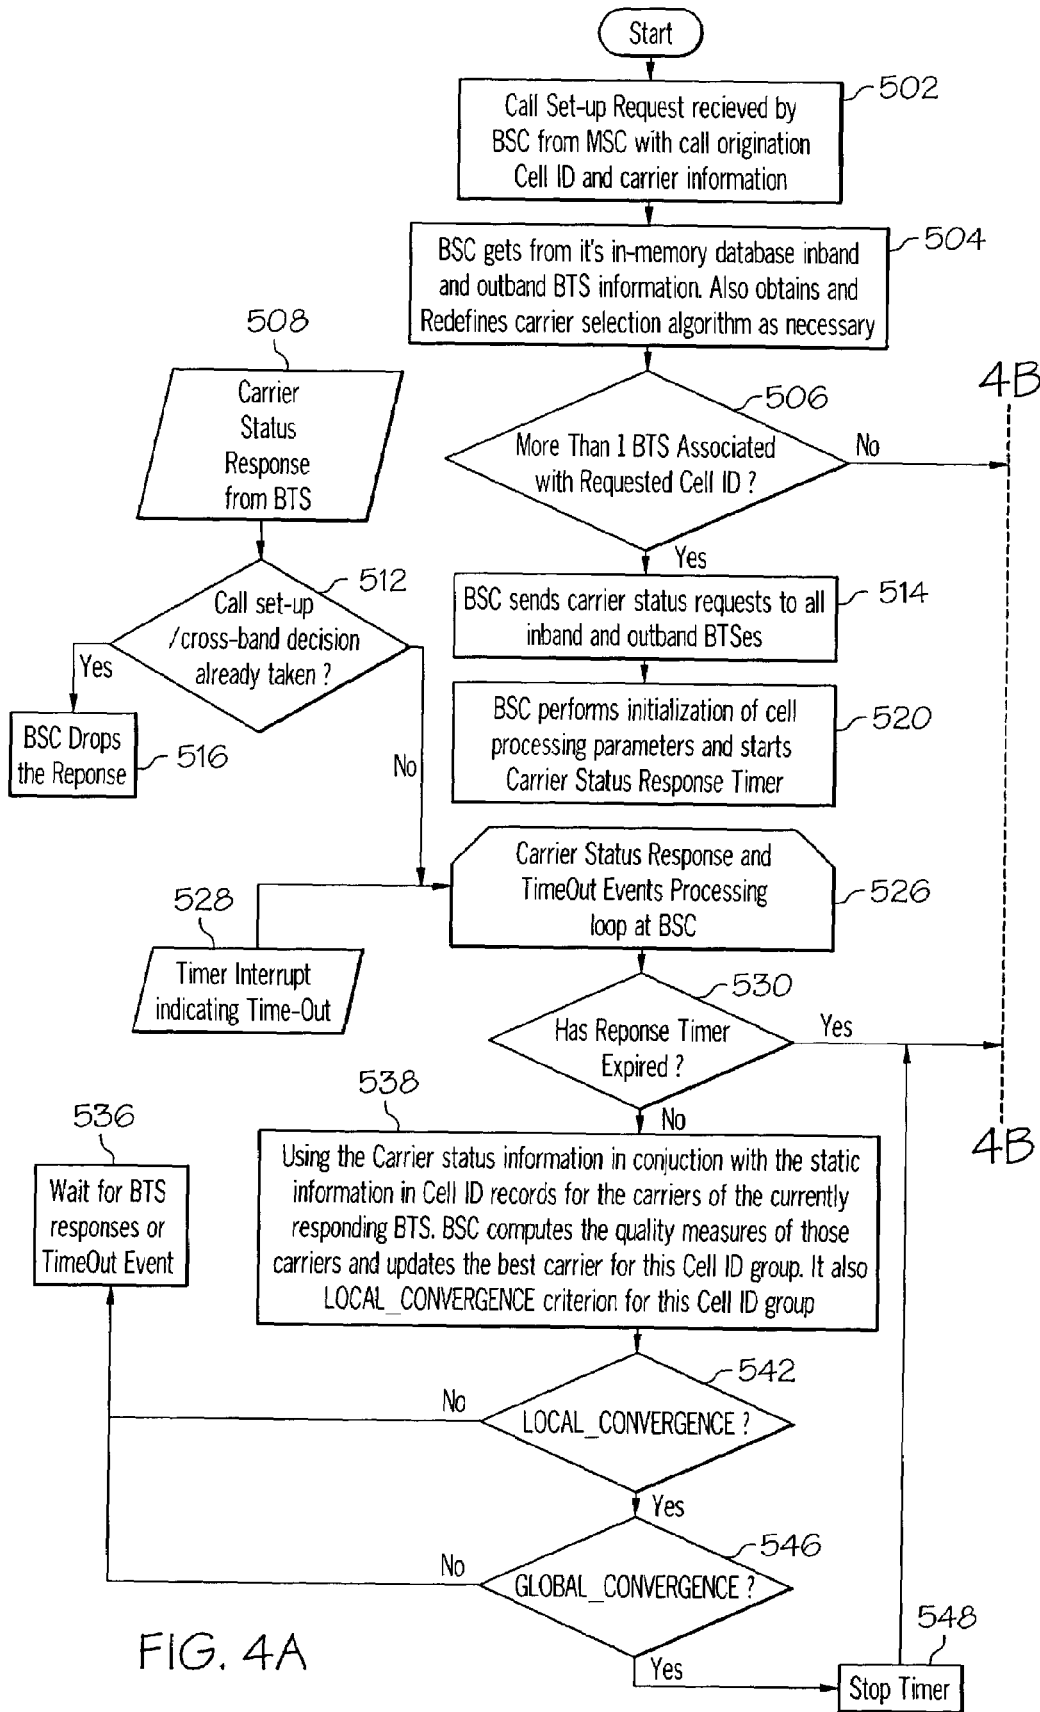 Start
502
Call Set-up Request recieved by
BSC from MSC with call origination
Cell ID and carrier information
504
BSC gets from it's in-memory database inband
and outband BTS information. Also obtains and
Redefines carrier selection algorithm as necessary
508
Carrier
Status
Response
from BTS
506
More Than 1 BTS Associated
with Requested Cell ID ?
No
4B
Yes
512
Call set-up
/cross-band decision
already taken ?
Yes
No
514
BSC sends carrier status requests to all
inband and outband BTSes
516
BSC Drops
the Reponse
520
BSC performs initialization of cell
processing parameters and starts
Carrier Status Response Timer
526
Carrier Status Response and
TimeOut Events Processing
loop at BSC
528
Timer Interrupt
indicating Time-Out
530
Has Reponse Timer
Expired ?
Yes
No
4B
538
Using the Carrier status information in conjuction with the static
information in Cell ID records for the carriers of the currently
responding BTS. BSC computes the quality measures of those
carriers and updates the best carrier for this Cell ID group. It also
LOCAL_CONVERGENCE criterion for this Cell ID group
536
Wait for BTS
responses or
TimeOut Event
542
No
LOCAL_CONVERGENCE ?
Yes
546
No
GLOBAL_CONVERGENCE ?
Yes
548
Stop Timer
FIG. 4A